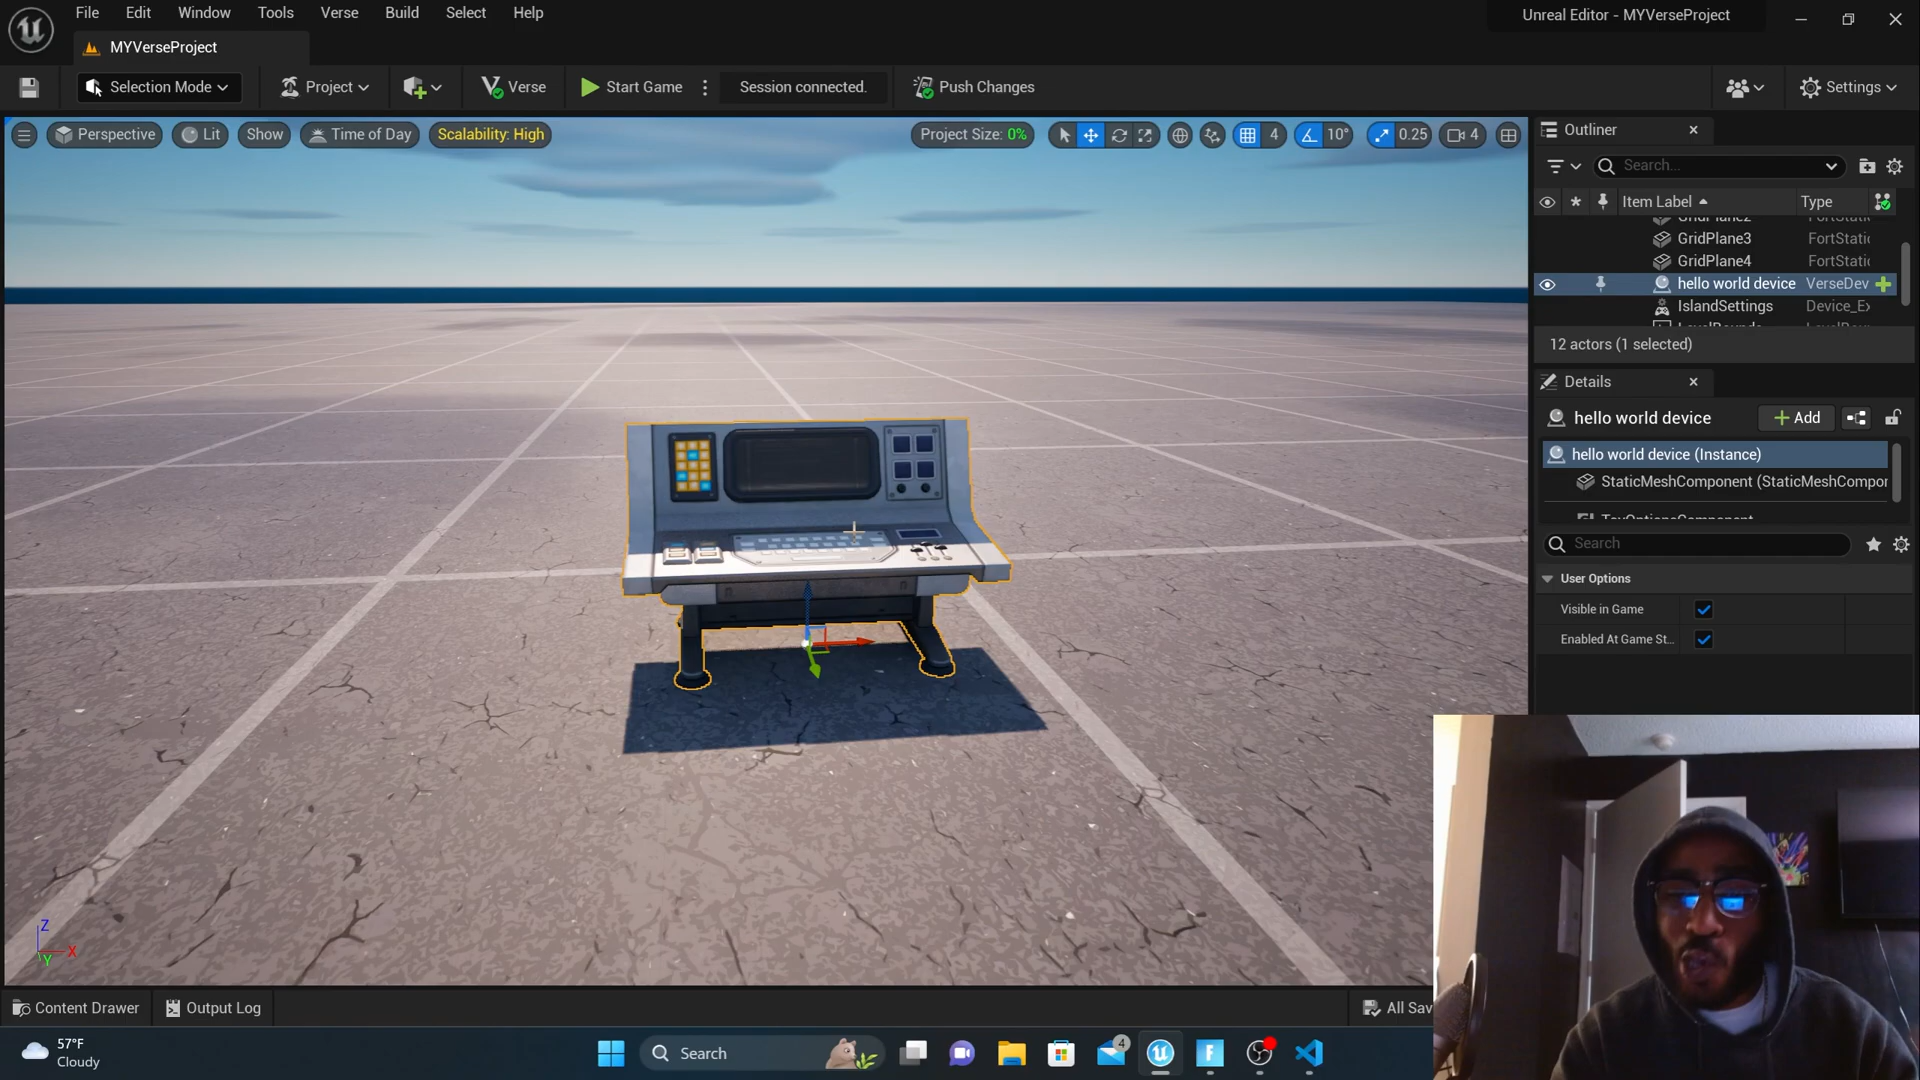 File Edit Window Tools Verse Build Select Help
Unreal Editor - MYVerseProject
MYVerseProject
Selection Mode
Project
Verse
Start Game
Session connected.
Push Changes
Settings
Perspective
Lit
Show
Time of Day
Scalability: High
Project Size: 0%
4
10°
0.25
4
Outliner
Search...
Item Label
Type
GridPlane3 FortStatic
GridPlane4 FortStatic
hello world device VerseDev
IslandSettings Device_Ex
12 actors (1 selected)
Details
hello world device
Add
hello world device (Instance)
StaticMeshComponent (StaticMeshCompor
Search
User Options
Visible in Game
Enabled At Game St...
Z
X
Y
Content Drawer
Output Log
All Sav
57°F
Cloudy
Search
4